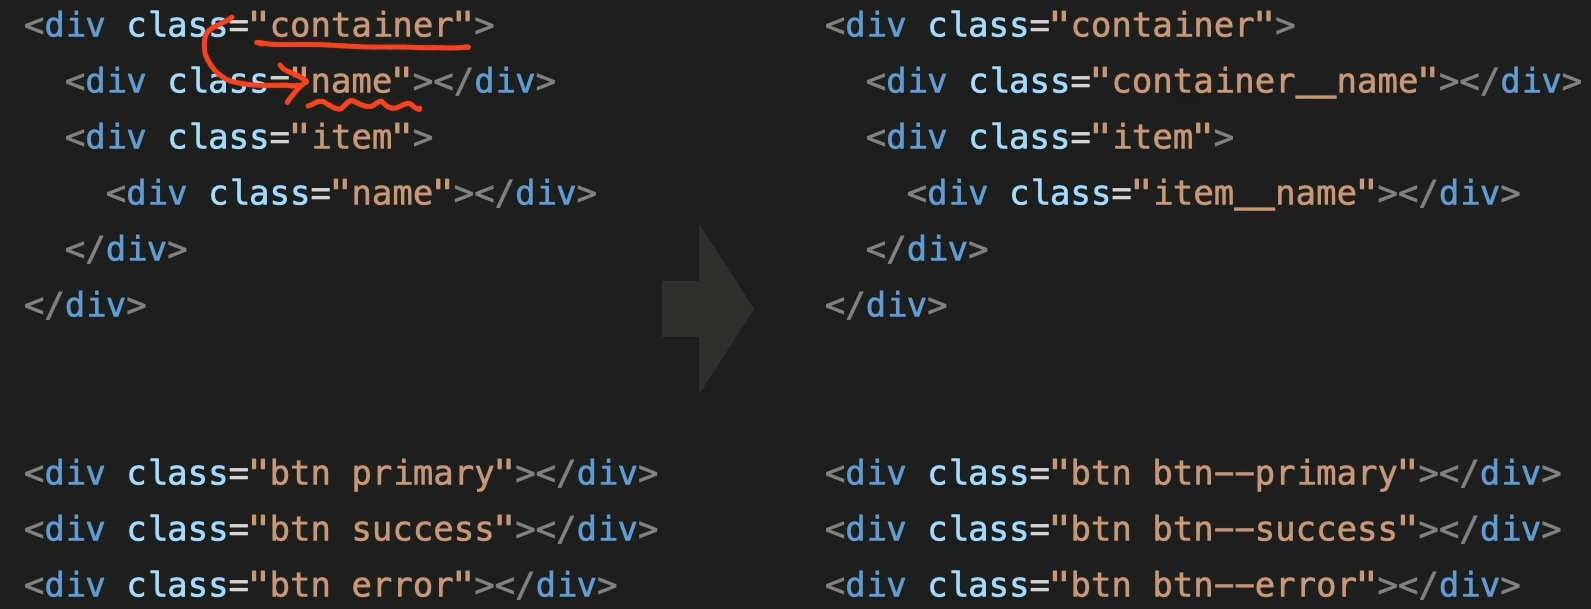 <div class="container">
<div class="name"></div>
<div class="item">
<div class="name"></div>
</div>
</div>
<div class="btn primary"></div>
<div class="btn success"></div>
<div class="btn error"></div>
<div class="container">
<div class="container__name"></div>
<div class="item">
<div class="item__name"></div>
</div>
</div>
<div class="btn btn--primary"></div>
<div class="btn btn--success"></div>
<div class="btn btn--error"></div>